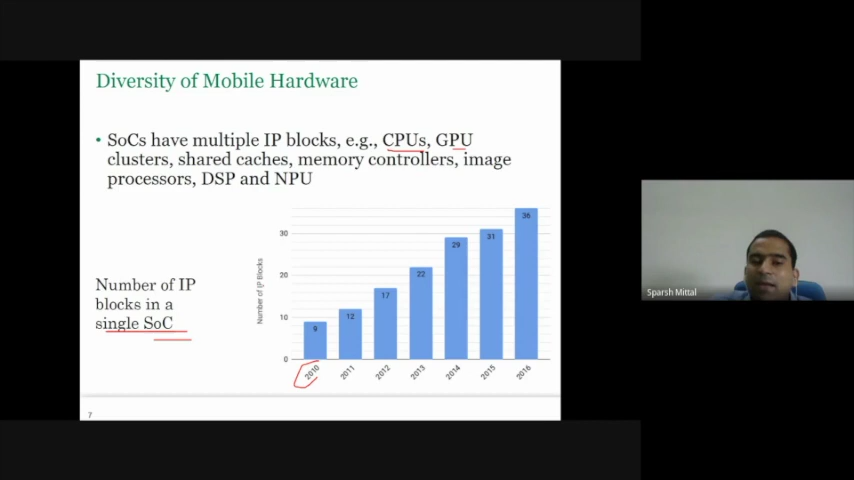 Diversity of Mobile Hardware
• SoCs have multiple IP blocks, e.g., CPUs, GPU
clusters, shared caches, memory controllers, image
processors, DSP and NPU
Number of IP
blocks in a
single SoC
Number of IP Blocks
30
20
10
0
9
12
17
22
29
31
36
2010
2011
2012
2013
2014
2015
2016
7
Sparsh Mittal